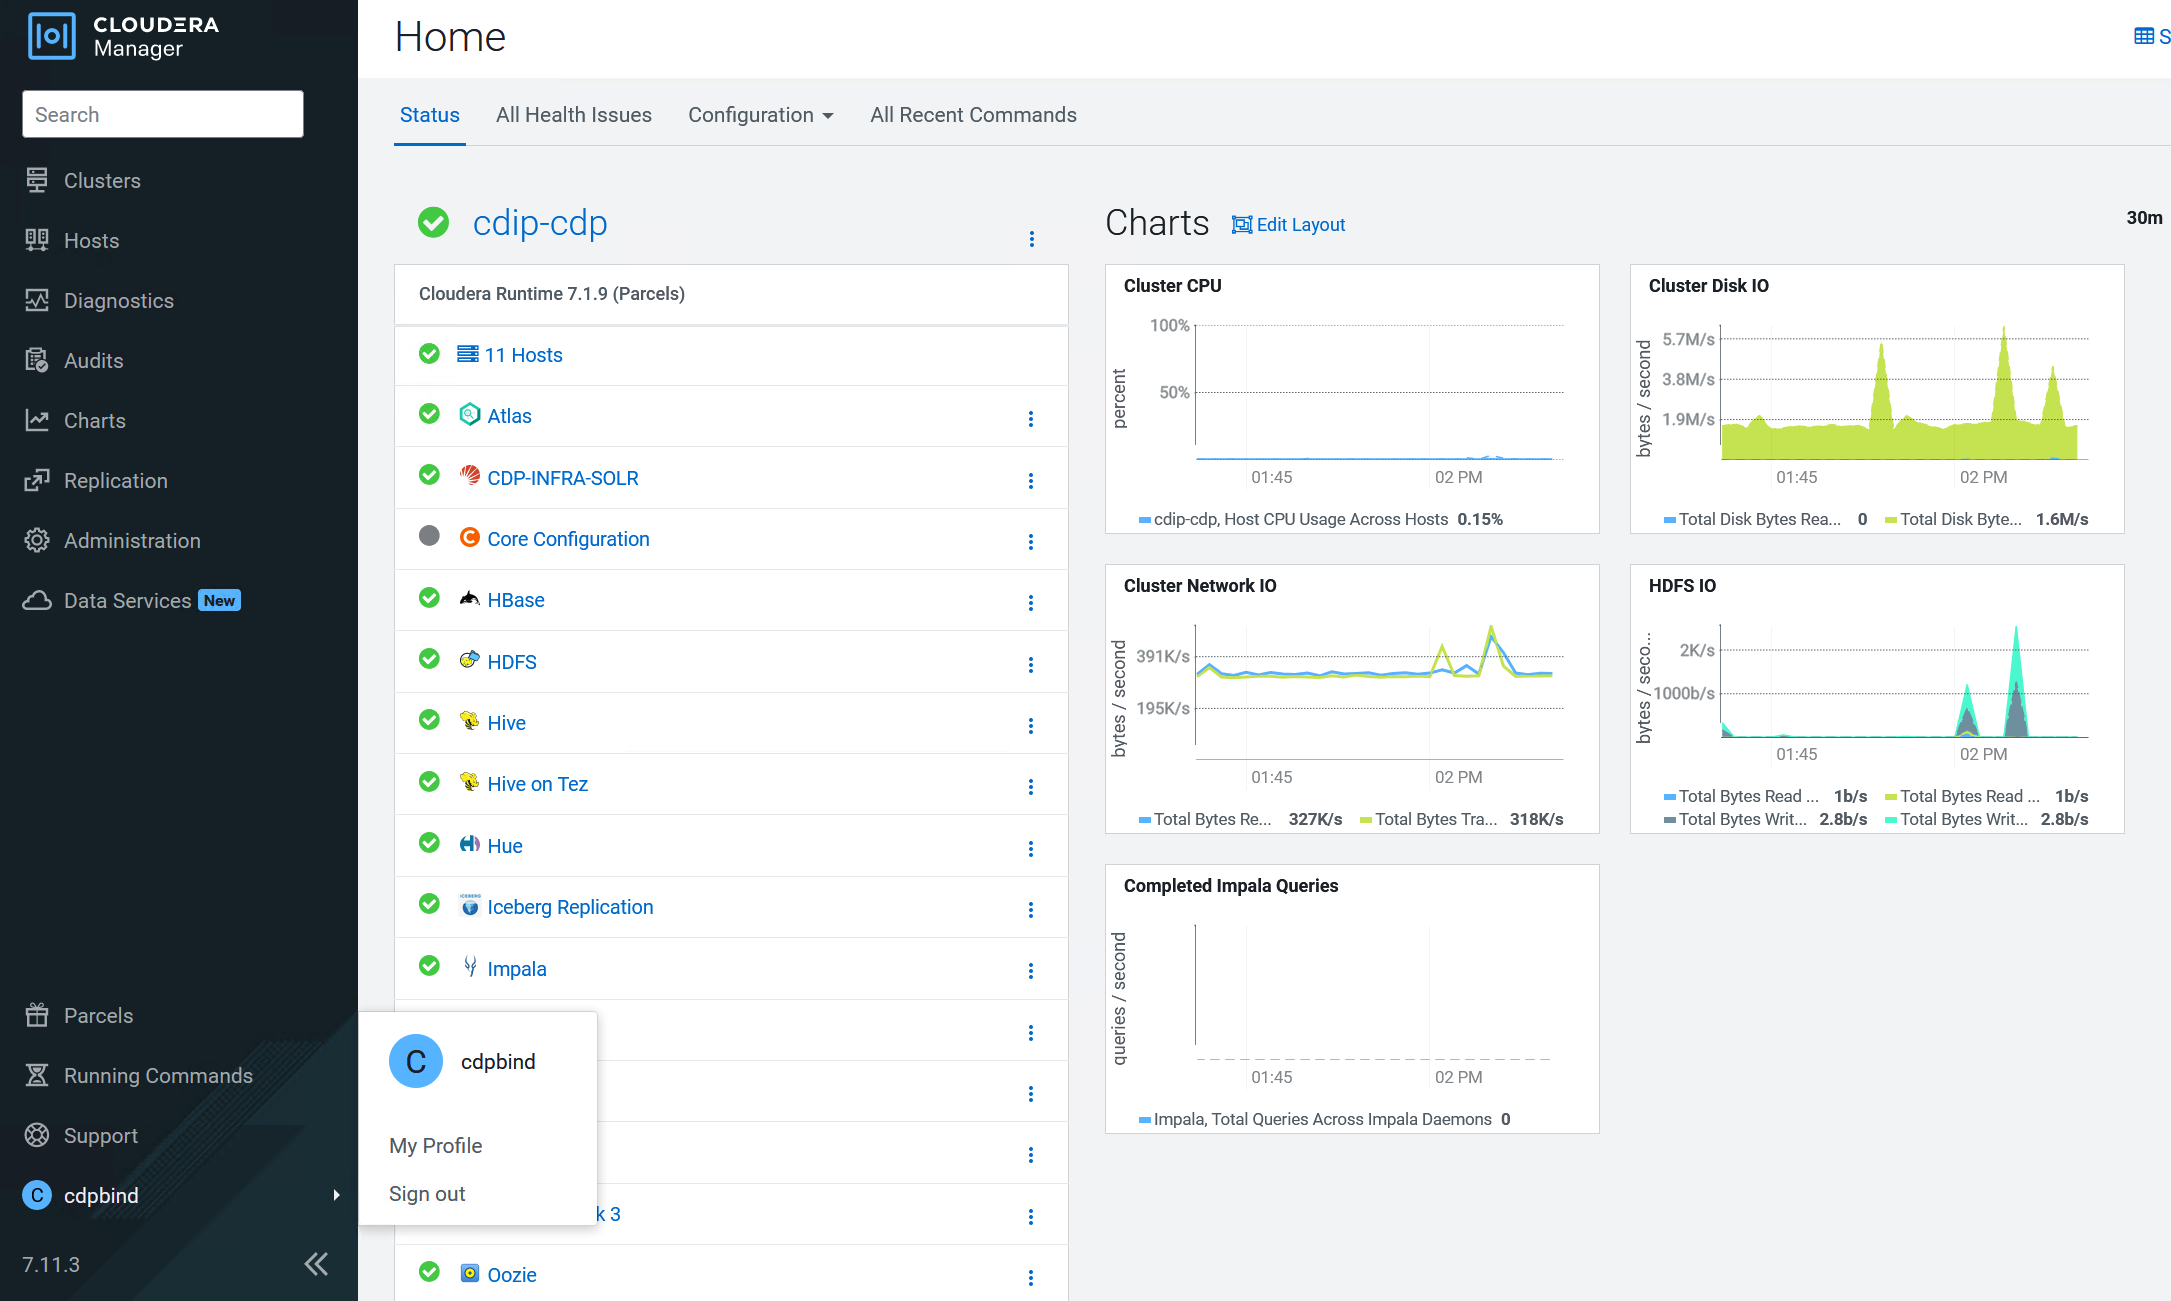 CLOUDERA
Manager
Search
Clusters
Hosts
Diagnostics
Audits
Charts
Replication
Administration
Data Services New
Parcels
Running Commands
Support
C cdpbind
7.11.3
C cdpbind
My Profile
Sign out
Home
S
Status All Health Issues Configuration All Recent Commands
cdip-cdp
Cloudera Runtime 7.1.9 (Parcels)
11 Hosts
Atlas
CDP-INFRA-SOLR
Core Configuration
HBase
HDFS
Hive
Hive on Tez
Hue
Iceberg Replication
Impala
k 3
Oozie
Charts Edit Layout
30m
Cluster CPU
percent
100%
50%
01:45 02 PM
cdip-cdp, Host CPU Usage Across Hosts 0.15%
Cluster Disk IO
bytes / second
5.7M/s
3.8M/s
1.9M/s
01:45 02 PM
Total Disk Bytes Rea... 0 Total Disk Byte... 1.6M/s
Cluster Network IO
bytes / second
391K/s
195K/s
01:45 02 PM
Total Bytes Re... 327K/s Total Bytes Tra... 318K/s
HDFS IO
bytes / seco...
2K/s
1000b/s
01:45 02 PM
Total Bytes Read ... 1b/s Total Bytes Read ... 1b/s
Total Bytes Writ... 2.8b/s Total Bytes Writ... 2.8b/s
Completed Impala Queries
queries / second
01:45 02 PM
Impala, Total Queries Across Impala Daemons 0